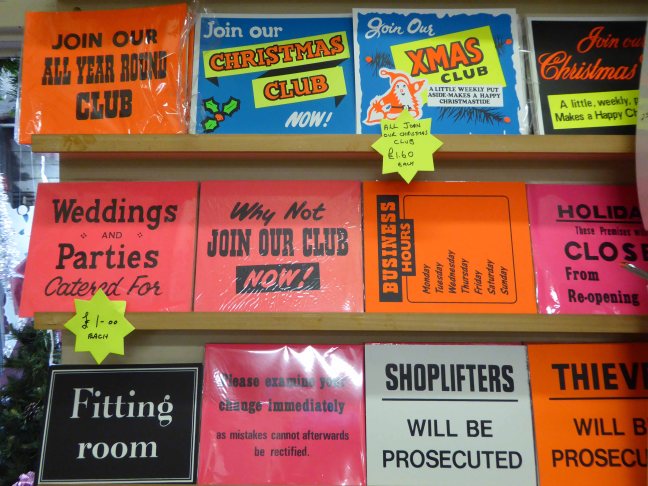 JOIN OUR
ALL YEAR ROUND
CLUB
Join our
CHRISTMAS
CLUB
NOW!
Join Our
XMAS
CLUB
A LITTLE WEEKLY PUT
ASIDE-MAKES A HAPPY
CHRISTMASTIDE
Join our
Christmas
A little, weekly, p
Makes a Happy Ch
ALL JOIN
OUR CHRISTMAS
CLUB
£1.60
EACH
Weddings
AND
Parties
Catered For
Why Not
JOIN OUR CLUB
NOW!
BUSINESS
HOURS
Monday
Tuesday
Wednesday
Thursday
Friday
Saturday
Sunday
HOLIDA
These Premises wi
CLOS
From
Re-opening
£1-00
EACH
Fitting
room
Please examine your
change immediately
as mistakes cannot afterwards
be rectified.
SHOPLIFTERS
WILL BE
PROSECUTED
THIEV
WILL B
PROSECU